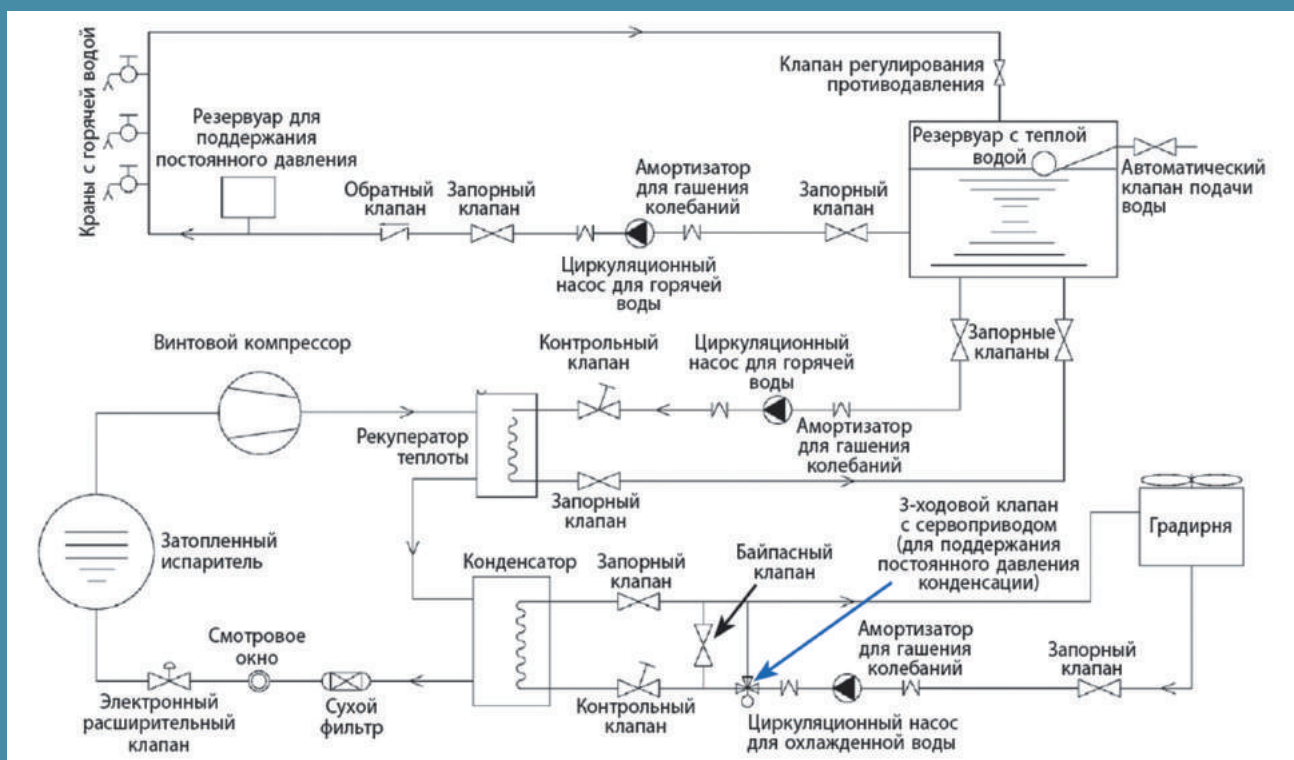 Краны с горячей водой
Клапан регулирования
противодавления
Резервуар для
поддержания
постоянного давления
Обратный
клапан
Запорный
клапан
Амортизатор
для гашения
колебаний
Запорный
клапан
Резервуар с теплой
водой
Автоматический
клапан подачи
воды
Циркуляционный
насос для горячей
воды
Винтовой компрессор
Контрольный
клапан
Циркуляционный
насос для горячей
воды
Запорные
клапаны
Рекуператор
теплоты
Амортизатор
для гашения
колебаний
Запорный
клапан
3-ходовой клапан
с сервоприводом
(для поддержания
постоянного давления
конденсации)
Градирня
Затопленный
испаритель
Конденсатор
Запорный
клапан
Байпасный
клапан
Смотровое
окно
Амортизатор
для гашения
колебаний
Запорный
клапан
Электронный
расширительный
клапан
Сухой
фильтр
Контрольный
клапан
Циркуляционный насос
для охлажденной воды